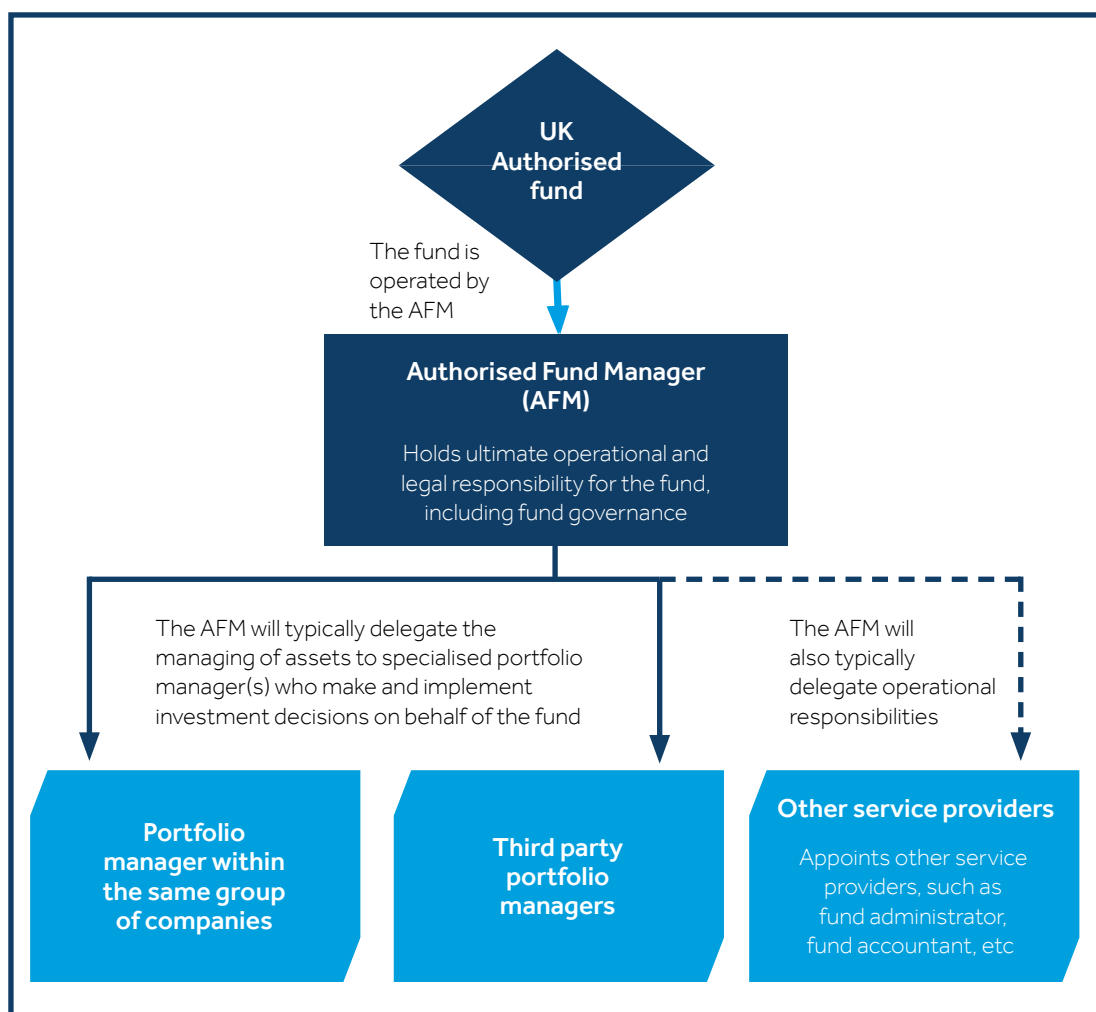 UK
Authorised
fund
The fund is
operated by
the AFM
Authorised Fund Manager
(AFM)
Holds ultimate operational and
legal responsibility for the fund,
including fund governance
The AFM will typically delegate the
managing of assets to specialised portfolio
manager(s) who make and implement
investment decisions on behalf of the fund
The AFM will
also typically
delegate operational
responsibilities
Portfolio
manager within
the same group
of companies
Third party
portfolio
managers
Other service providers
Appoints other service
providers, such as
fund administrator,
fund accountant, etc